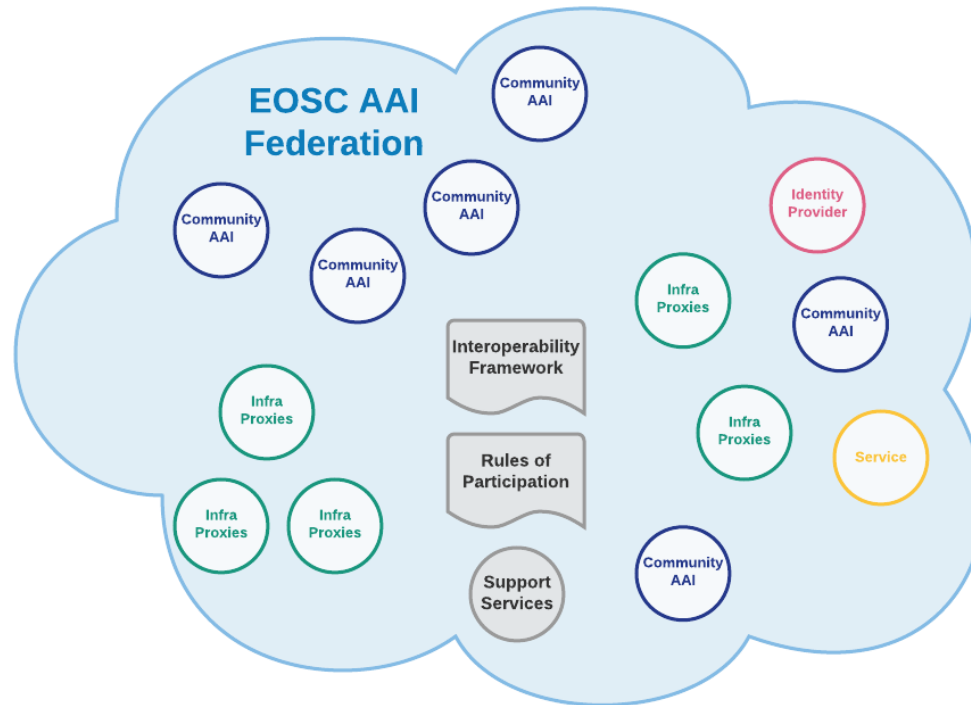 EOSC AAI
Federation
Community
AAI
Community
AAI
Community
AAI
Community
AAI
Identity
Provider
Infra
Proxies
Community
AAI
Interoperability
Framework
Infra
Proxies
Infra
Proxies
Service
Rules of
Participation
Infra
Proxies
Infra
Proxies
Support
Services
Community
AAI